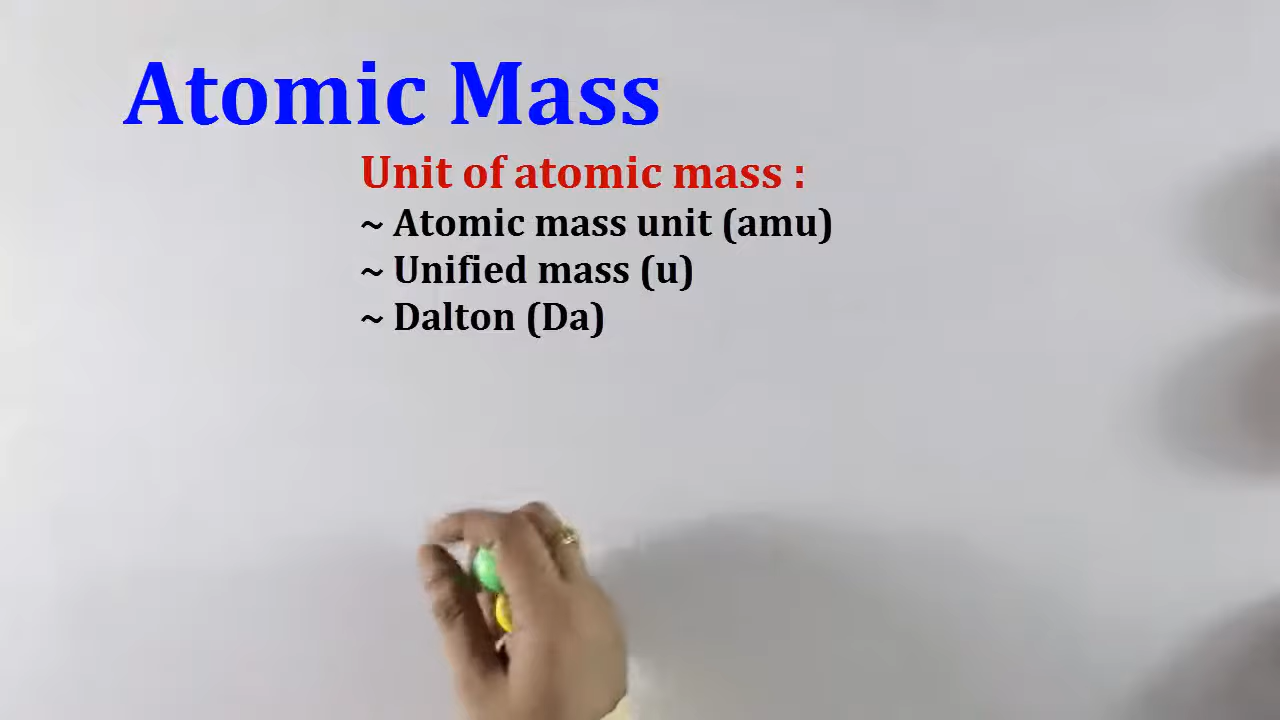 Atomic Mass
Unit of atomic mass :
~ Atomic mass unit (amu)
~ Unified mass (u)
~ Dalton (Da)